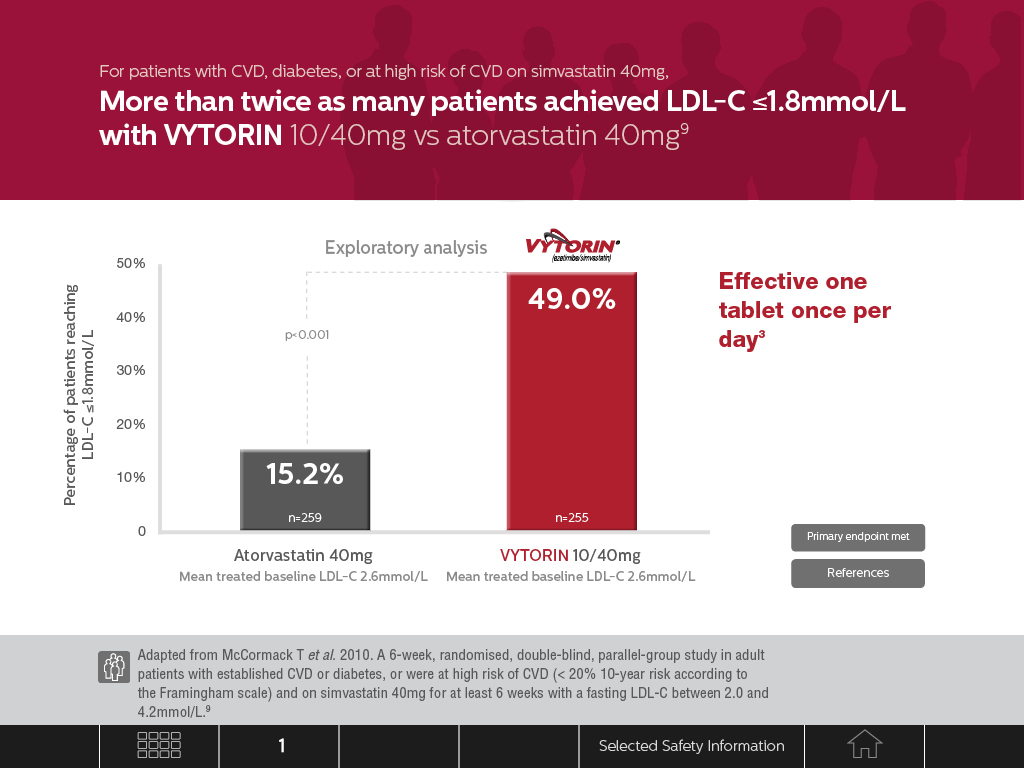 For patients with CVD, diabetes, or at high risk of CVD on simvastatin 40mg,
More than twice as many patients achieved LDL-C ≤1.8mmol/L
with VYTORIN 10/40mg vs atorvastatin 40mg⁹
Exploratory analysis
VYTORIN®
(ezetimibe/simvastatin)
Percentage of patients reaching
LDL-C ≤1.8mmol/L
50%
40%
30%
20%
10%
0
p<0.001
49.0%
n=255
15.2%
n=259
Effective one
tablet once per
day³
Atorvastatin 40mg
Mean treated baseline LDL-C 2.6mmol/L
VYTORIN 10/40mg
Mean treated baseline LDL-C 2.6mmol/L
Primary endpoint met
References
Adapted from McCormack T et al. 2010. A 6-week, randomised, double-blind, parallel-group study in adult
patients with established CVD or diabetes, or were at high risk of CVD (< 20% 10-year risk according to
the Framingham scale) and on simvastatin 40mg for at least 6 weeks with a fasting LDL-C between 2.0 and
4.2mmol/L.⁹
1
Selected Safety Information